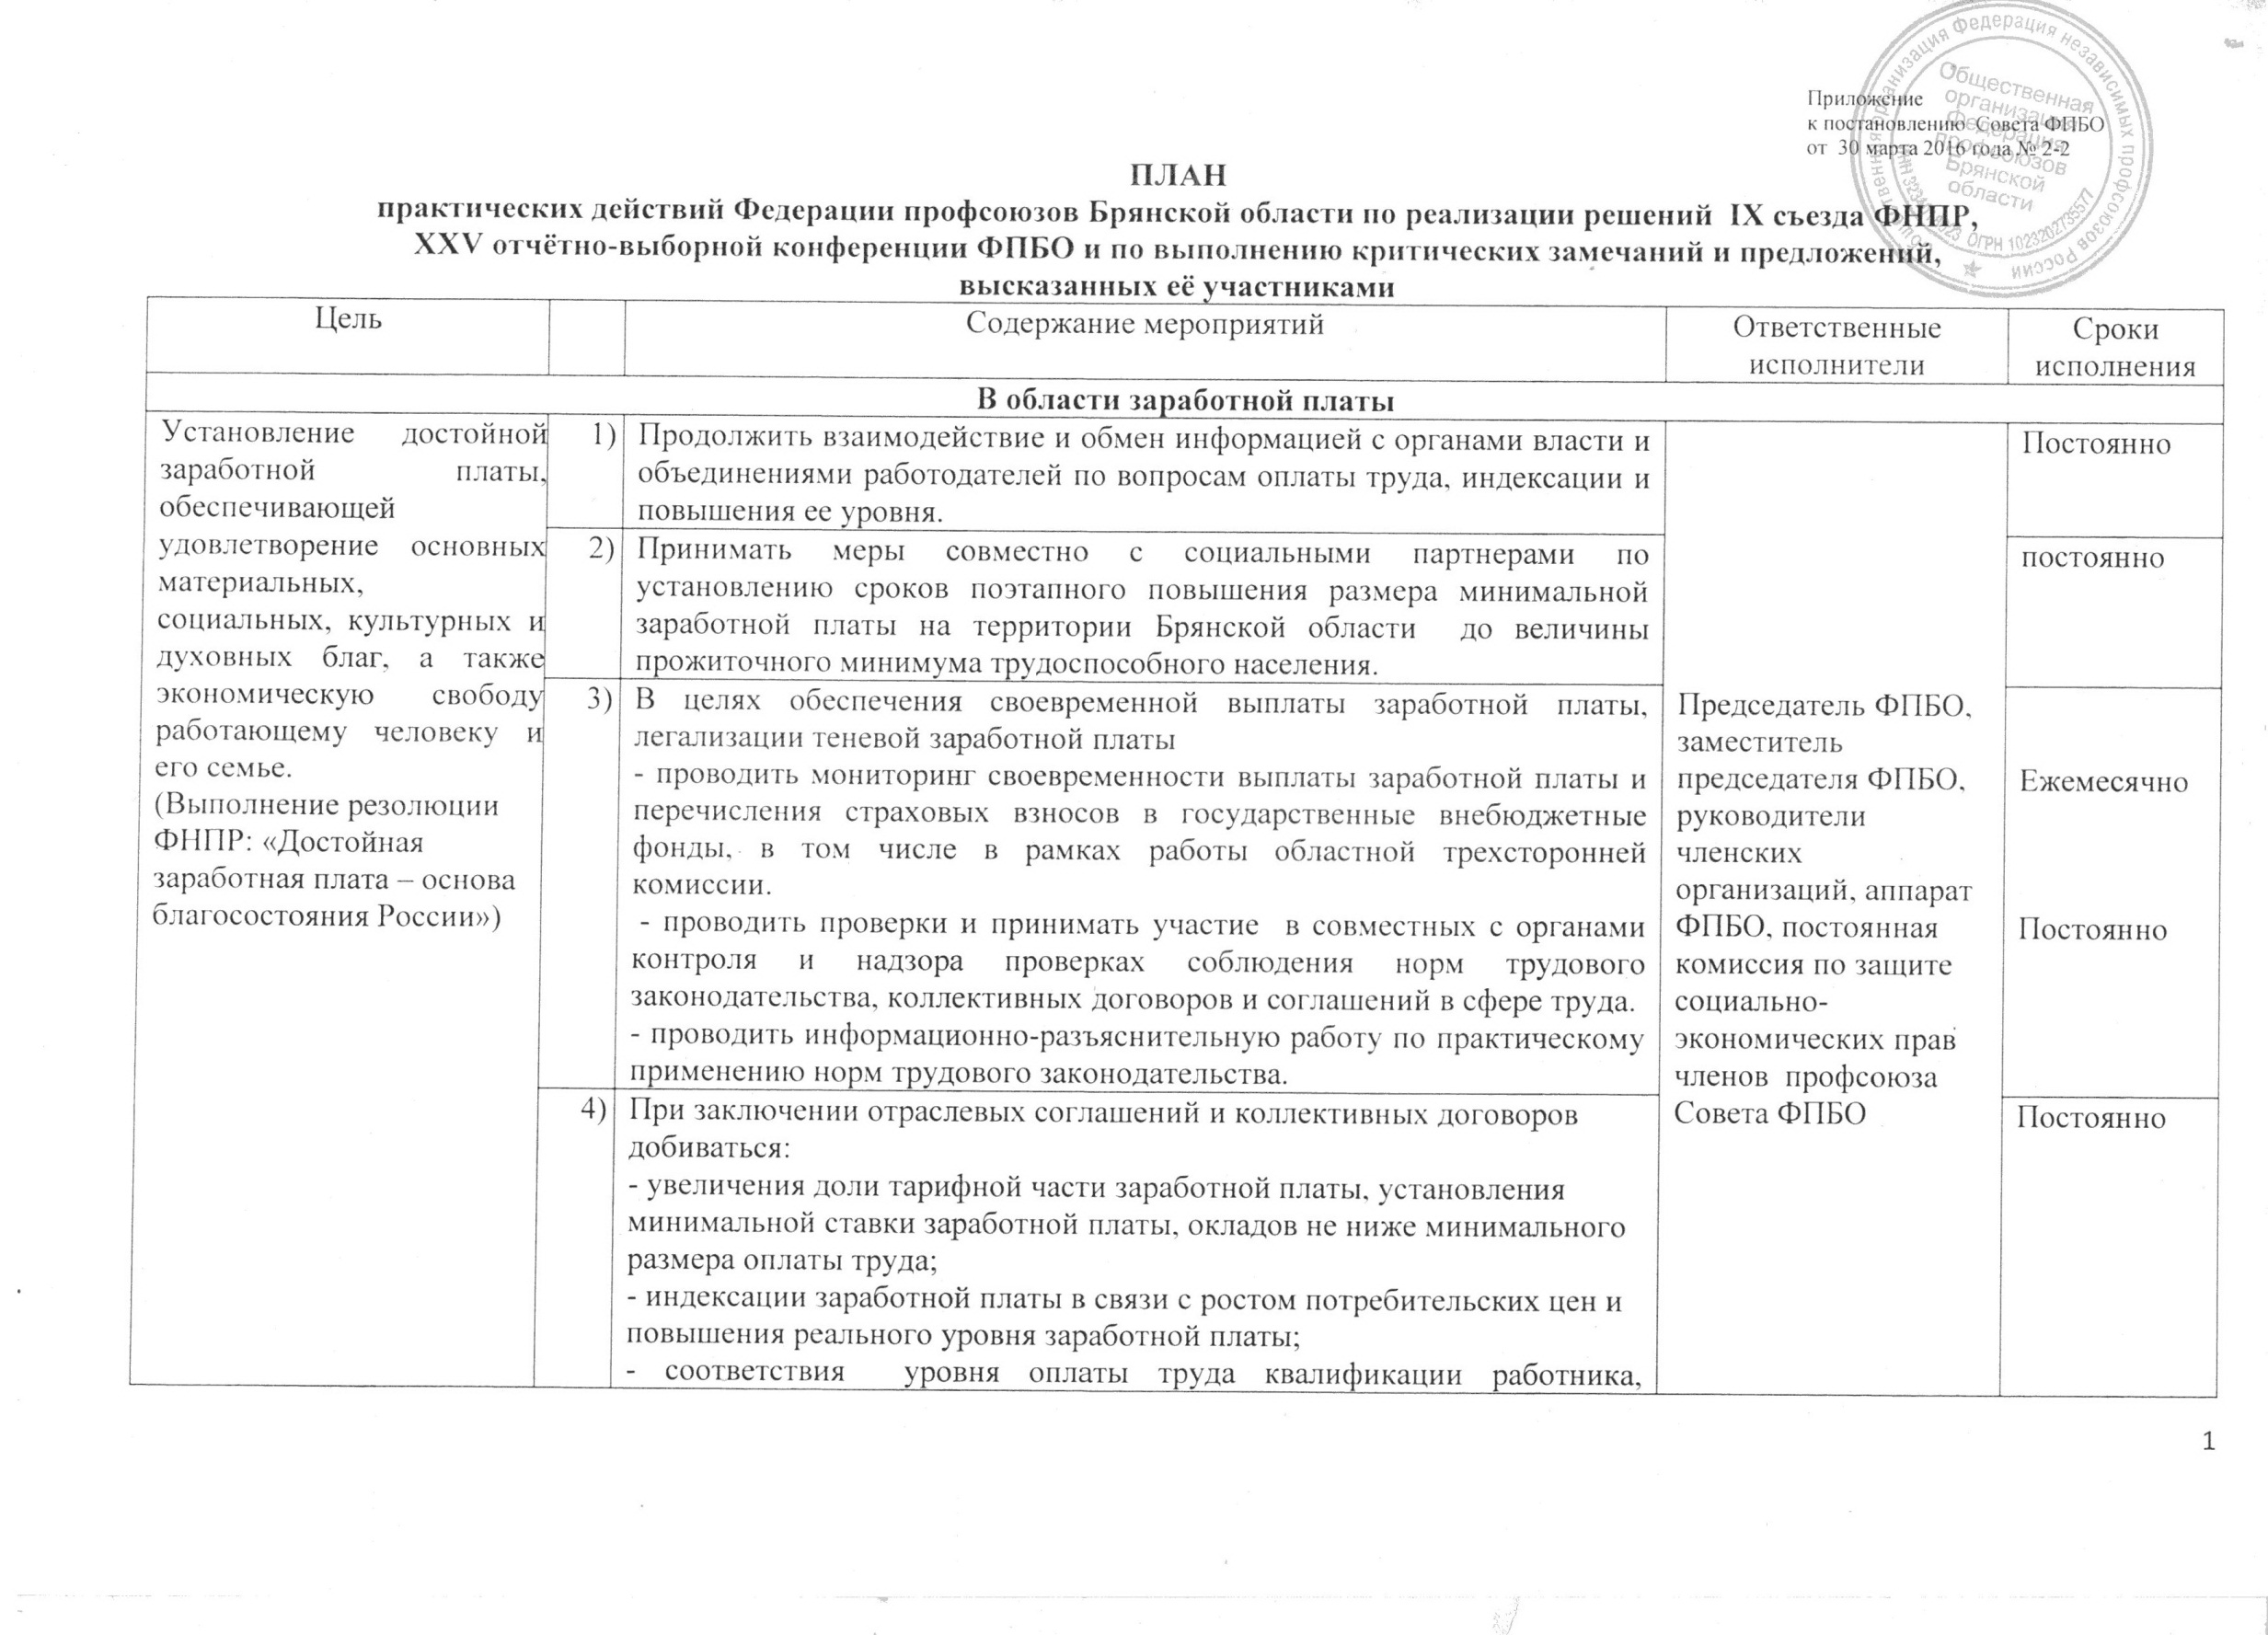 Приложение
к постановлению Совета ФПБО
от 30 марта 2016 года № 2-2
Общественная
организация
Федерация
профсоюзов
Брянской
области
организация Федерация независимых профсоюзов России
ОГРН 1023202735577
ПЛАН
практических действий Федерации профсоюзов Брянской области по реализации решений IX съезда ФНПР,
XXV отчётно-выборной конференции ФПБО и по выполнению критических замечаний и предложений,
высказанных её участниками
Цель
Содержание мероприятий
Ответственные
исполнители
Сроки
исполнения
В области заработной платы
Установление достойной
заработной платы,
обеспечивающей
удовлетворение основных
материальных,
социальных, культурных и
духовных благ, а также
экономическую свободу
работающему человеку и
его семье.
(Выполнение резолюции
ФНПР: «Достойная
заработная плата – основа
благосостояния России»)
1) Продолжить взаимодействие и обмен информацией с органами власти и
объединениями работодателей по вопросам оплаты труда, индексации и
повышения ее уровня.
Постоянно
2) Принимать меры совместно с социальными партнерами по
установлению сроков поэтапного повышения размера минимальной
заработной платы на территории Брянской области до величины
прожиточного минимума трудоспособного населения.
постоянно
3) В целях обеспечения своевременной выплаты заработной платы,
легализации теневой заработной платы
- проводить мониторинг своевременности выплаты заработной платы и
перечисления страховых взносов в государственные внебюджетные
фонды, в том числе в рамках работы областной трехсторонней
комиссии.
- проводить проверки и принимать участие в совместных с органами
контроля и надзора проверках соблюдения норм трудового
законодательства, коллективных договоров и соглашений в сфере труда.
- проводить информационно-разъяснительную работу по практическому
применению норм трудового законодательства.
Ежемесячно
Постоянно
4) При заключении отраслевых соглашений и коллективных договоров
добиваться:
- увеличения доли тарифной части заработной платы, установления
минимальной ставки заработной платы, окладов не ниже минимального
размера оплаты труда;
- индексации заработной платы в связи с ростом потребительских цен и
повышения реального уровня заработной платы;
- соответствия уровня оплаты труда квалификации работника,
Постоянно
Председатель ФПБО,
заместитель
председателя ФПБО,
руководители
членских
организаций, аппарат
ФПБО, постоянная
комиссия по защите
социально-
экономических прав
членов профсоюза
Совета ФПБО
1